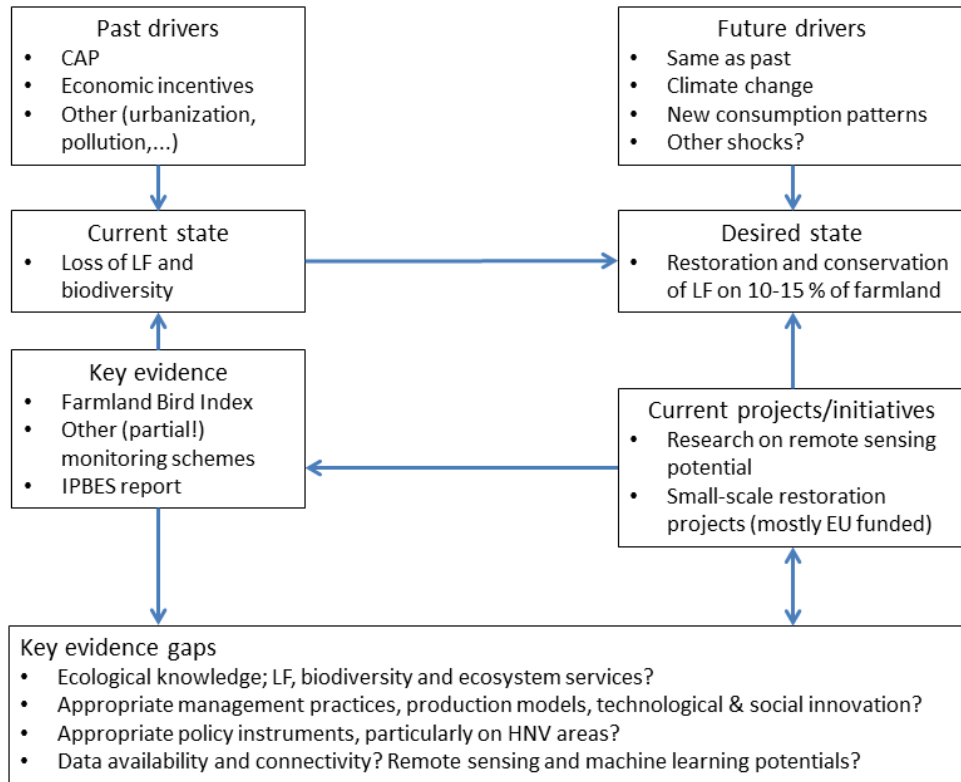 Past drivers
• CAP
• Economic incentives
• Other (urbanization,
pollution,...)
Future drivers
• Same as past
• Climate change
• New consumption patterns
• Other shocks?
Current state
• Loss of LF and
biodiversity
Desired state
• Restoration and conservation
of LF on 10-15 % of farmland
Key evidence
• Farmland Bird Index
• Other (partial!)
monitoring schemes
• IPBES report
Current projects/initiatives
• Research on remote sensing
potential
• Small-scale restoration
projects (mostly EU funded)
Key evidence gaps
• Ecological knowledge; LF, biodiversity and ecosystem services?
• Appropriate management practices, production models, technological & social innovation?
• Appropriate policy instruments, particularly on HNV areas?
• Data availability and connectivity? Remote sensing and machine learning potentials?